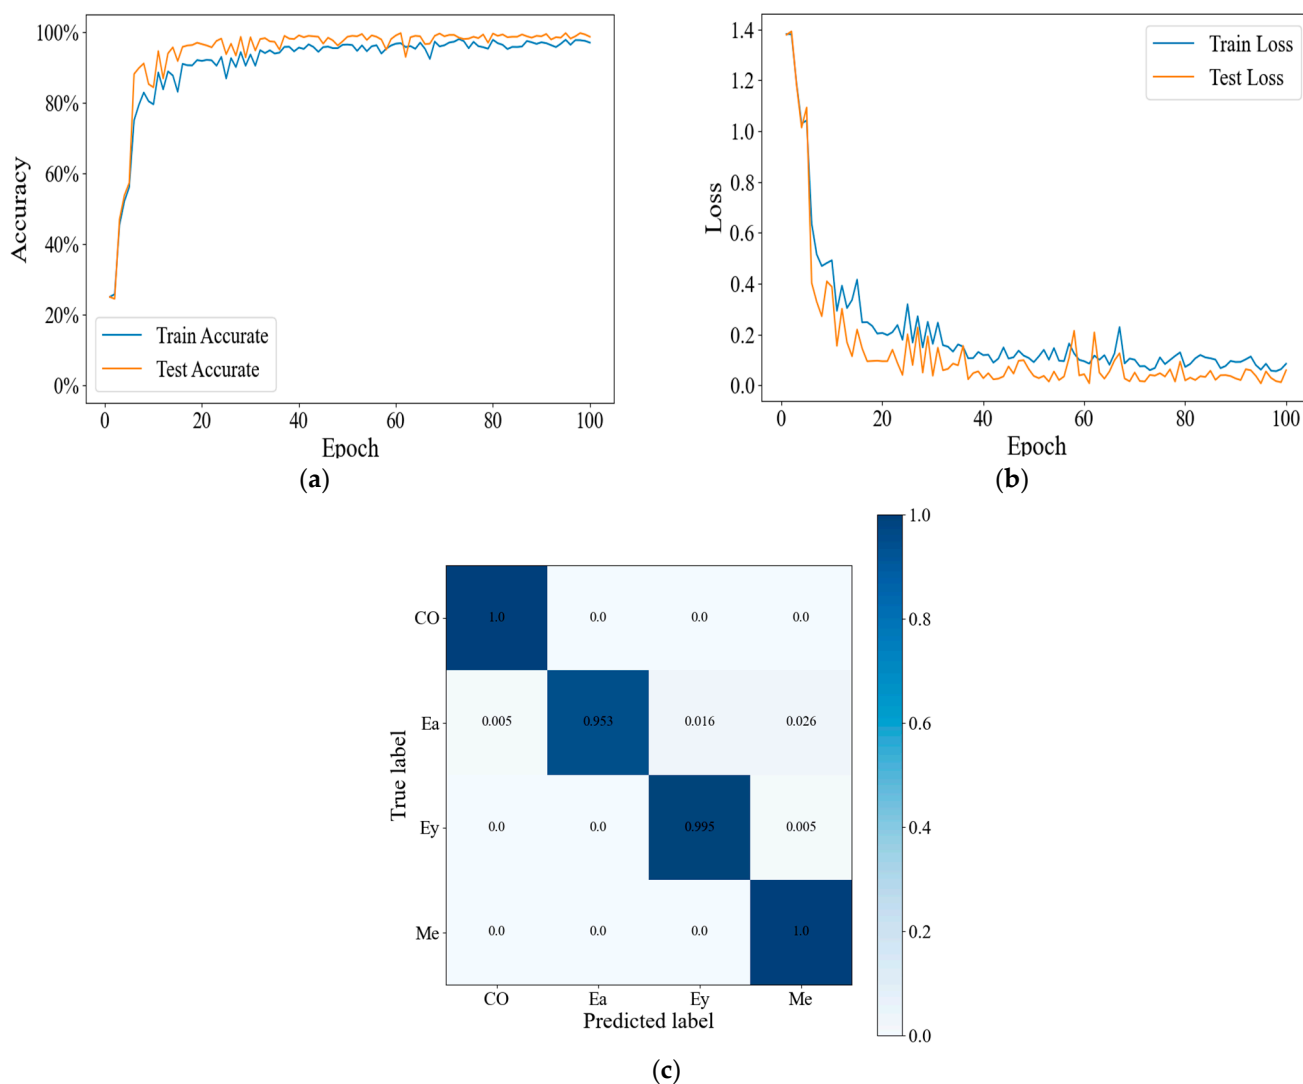 100%
80%
60%
40%
20%
0%
Accuracy
Train Accurate
Test Accurate
0 20 40 60 80 100
Epoch
(a)
1.4
1.2
1.0
0.8
0.6
0.4
0.2
0.0
Loss
Train Loss
Test Loss
0 20 40 60 80 100
Epoch
(b)
CO 1.0 0.0 0.0 0.0
Ea 0.005 0.953 0.016 0.026
Ey 0.0 0.0 0.995 0.005
Me 0.0 0.0 0.0 1.0
True label
CO Ea Ey Me
Predicted label
1.0
0.8
0.6
0.4
0.2
0.0
(c)